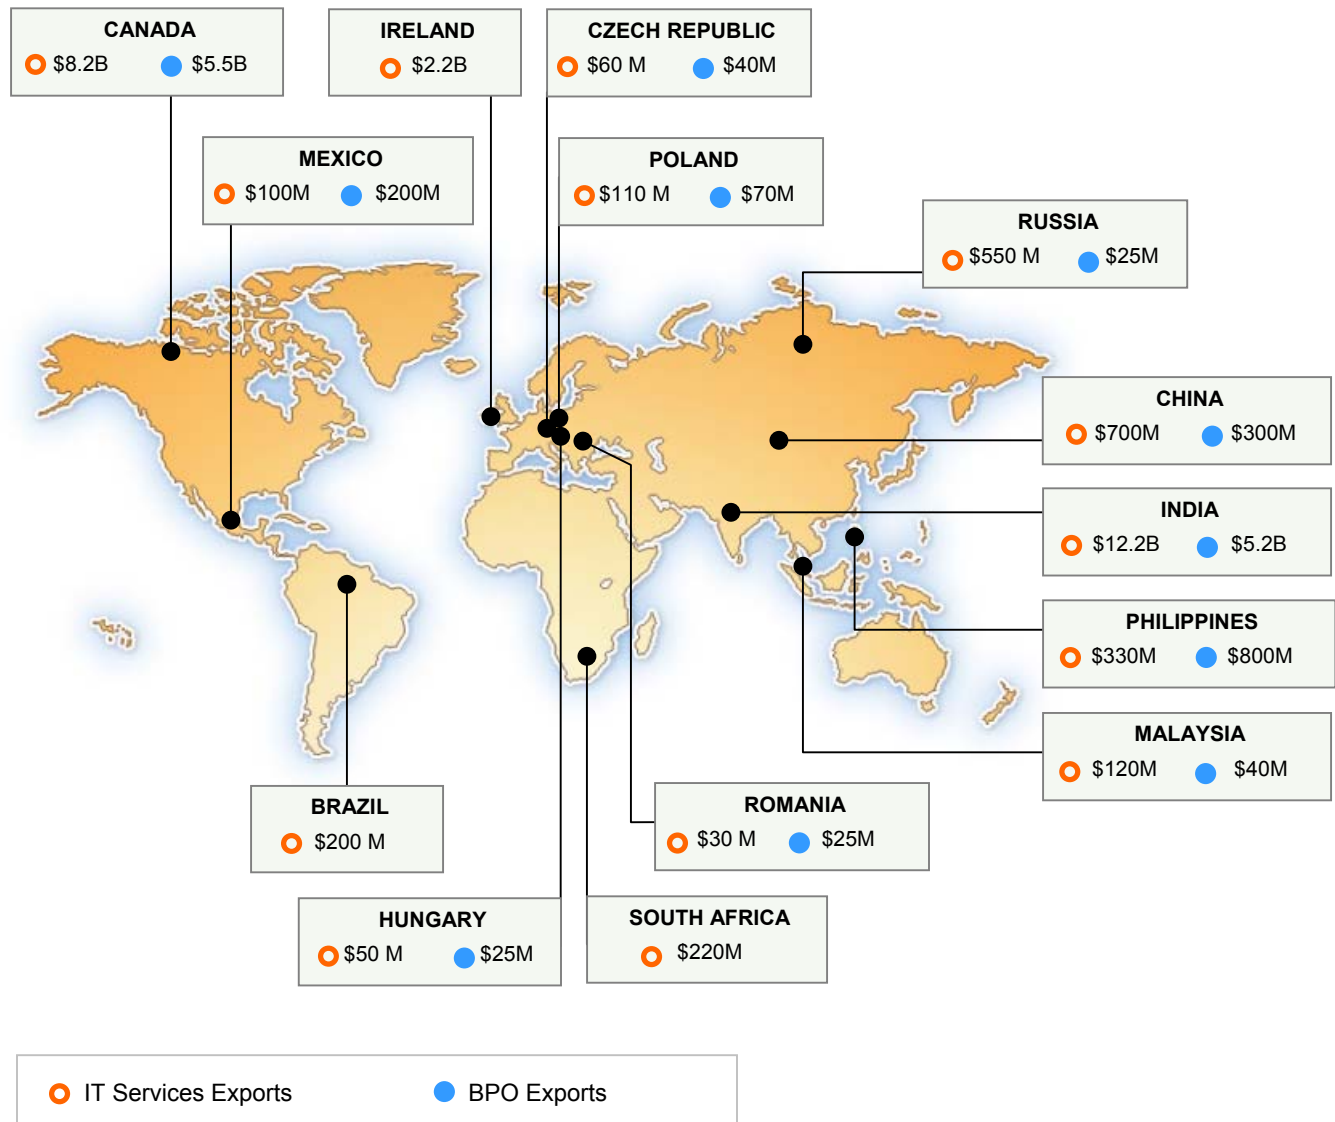 CANADA
$8.2B $5.5B
IRELAND
$2.2B
CZECH REPUBLIC
$60 M $40M
MEXICO
$100M $200M
POLAND
$110 M $70M
RUSSIA
$550 M $25M
CHINA
$700M $300M
INDIA
$12.2B $5.2B
PHILIPPINES
$330M $800M
MALAYSIA
$120M $40M
BRAZIL
$200 M
ROMANIA
$30 M $25M
HUNGARY
$50 M $25M
SOUTH AFRICA
$220M
IT Services Exports BPO Exports